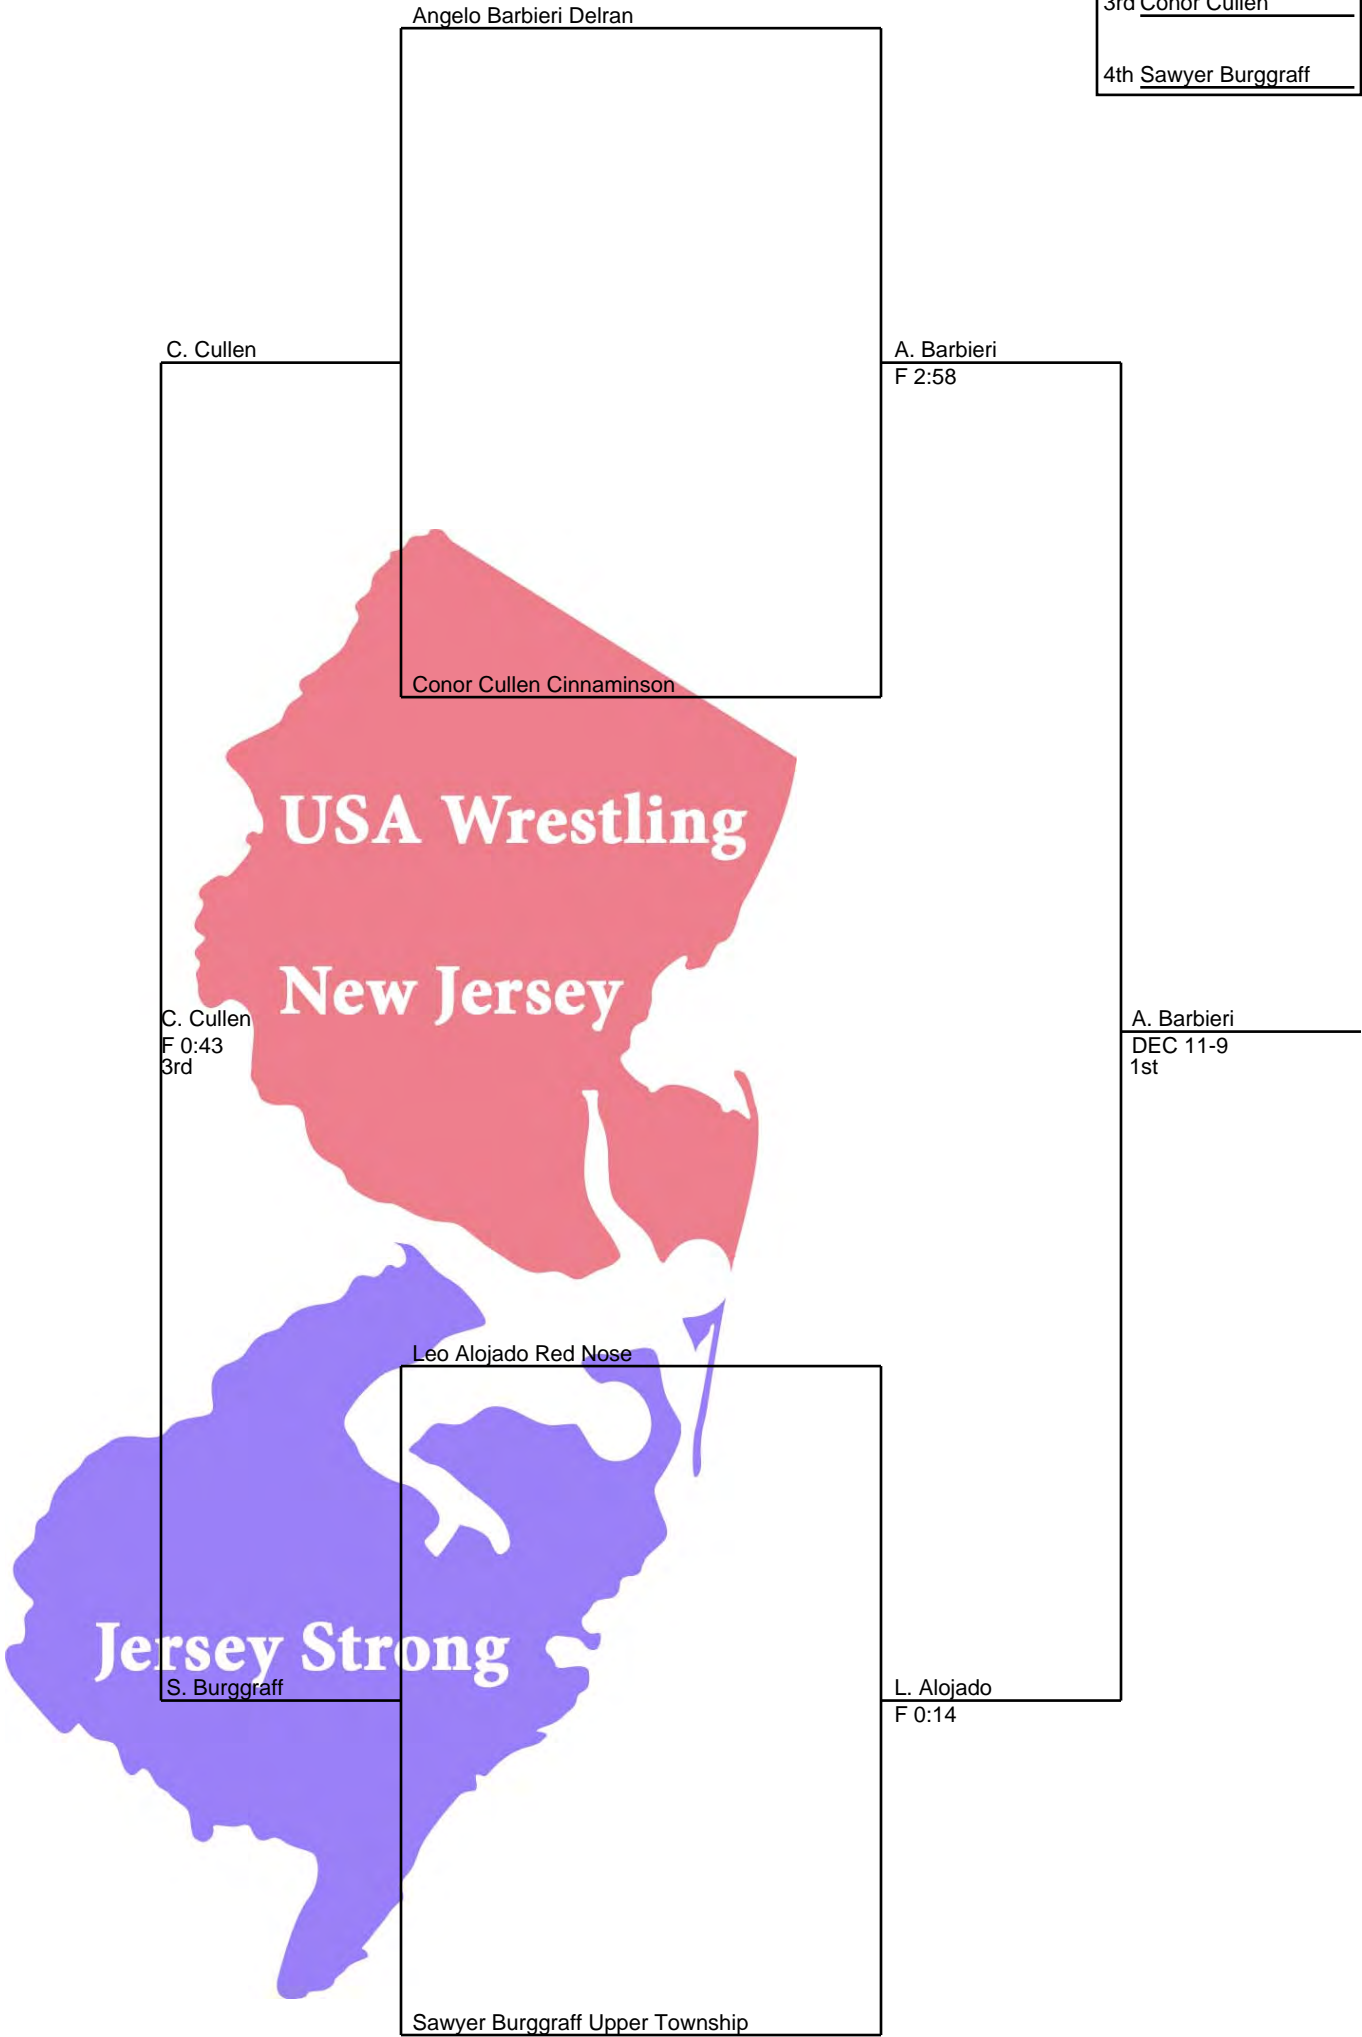 3rd Conor Cullen
Angelo Barbieri Delran
4th Sawyer Burggraff
C. Cullen
A. Barbieri
F 2:58
Conor Cullen Cinnaminson
USA Wrestling
New Jersey
C. Cullen
F 0:43
3rd
A. Barbieri
DEC 11-9
1st
Leo Alojado Red Nose
Jersey Strong
S. Burggraff
L. Alojado
F 0:14
Sawyer Burggraff Upper Township